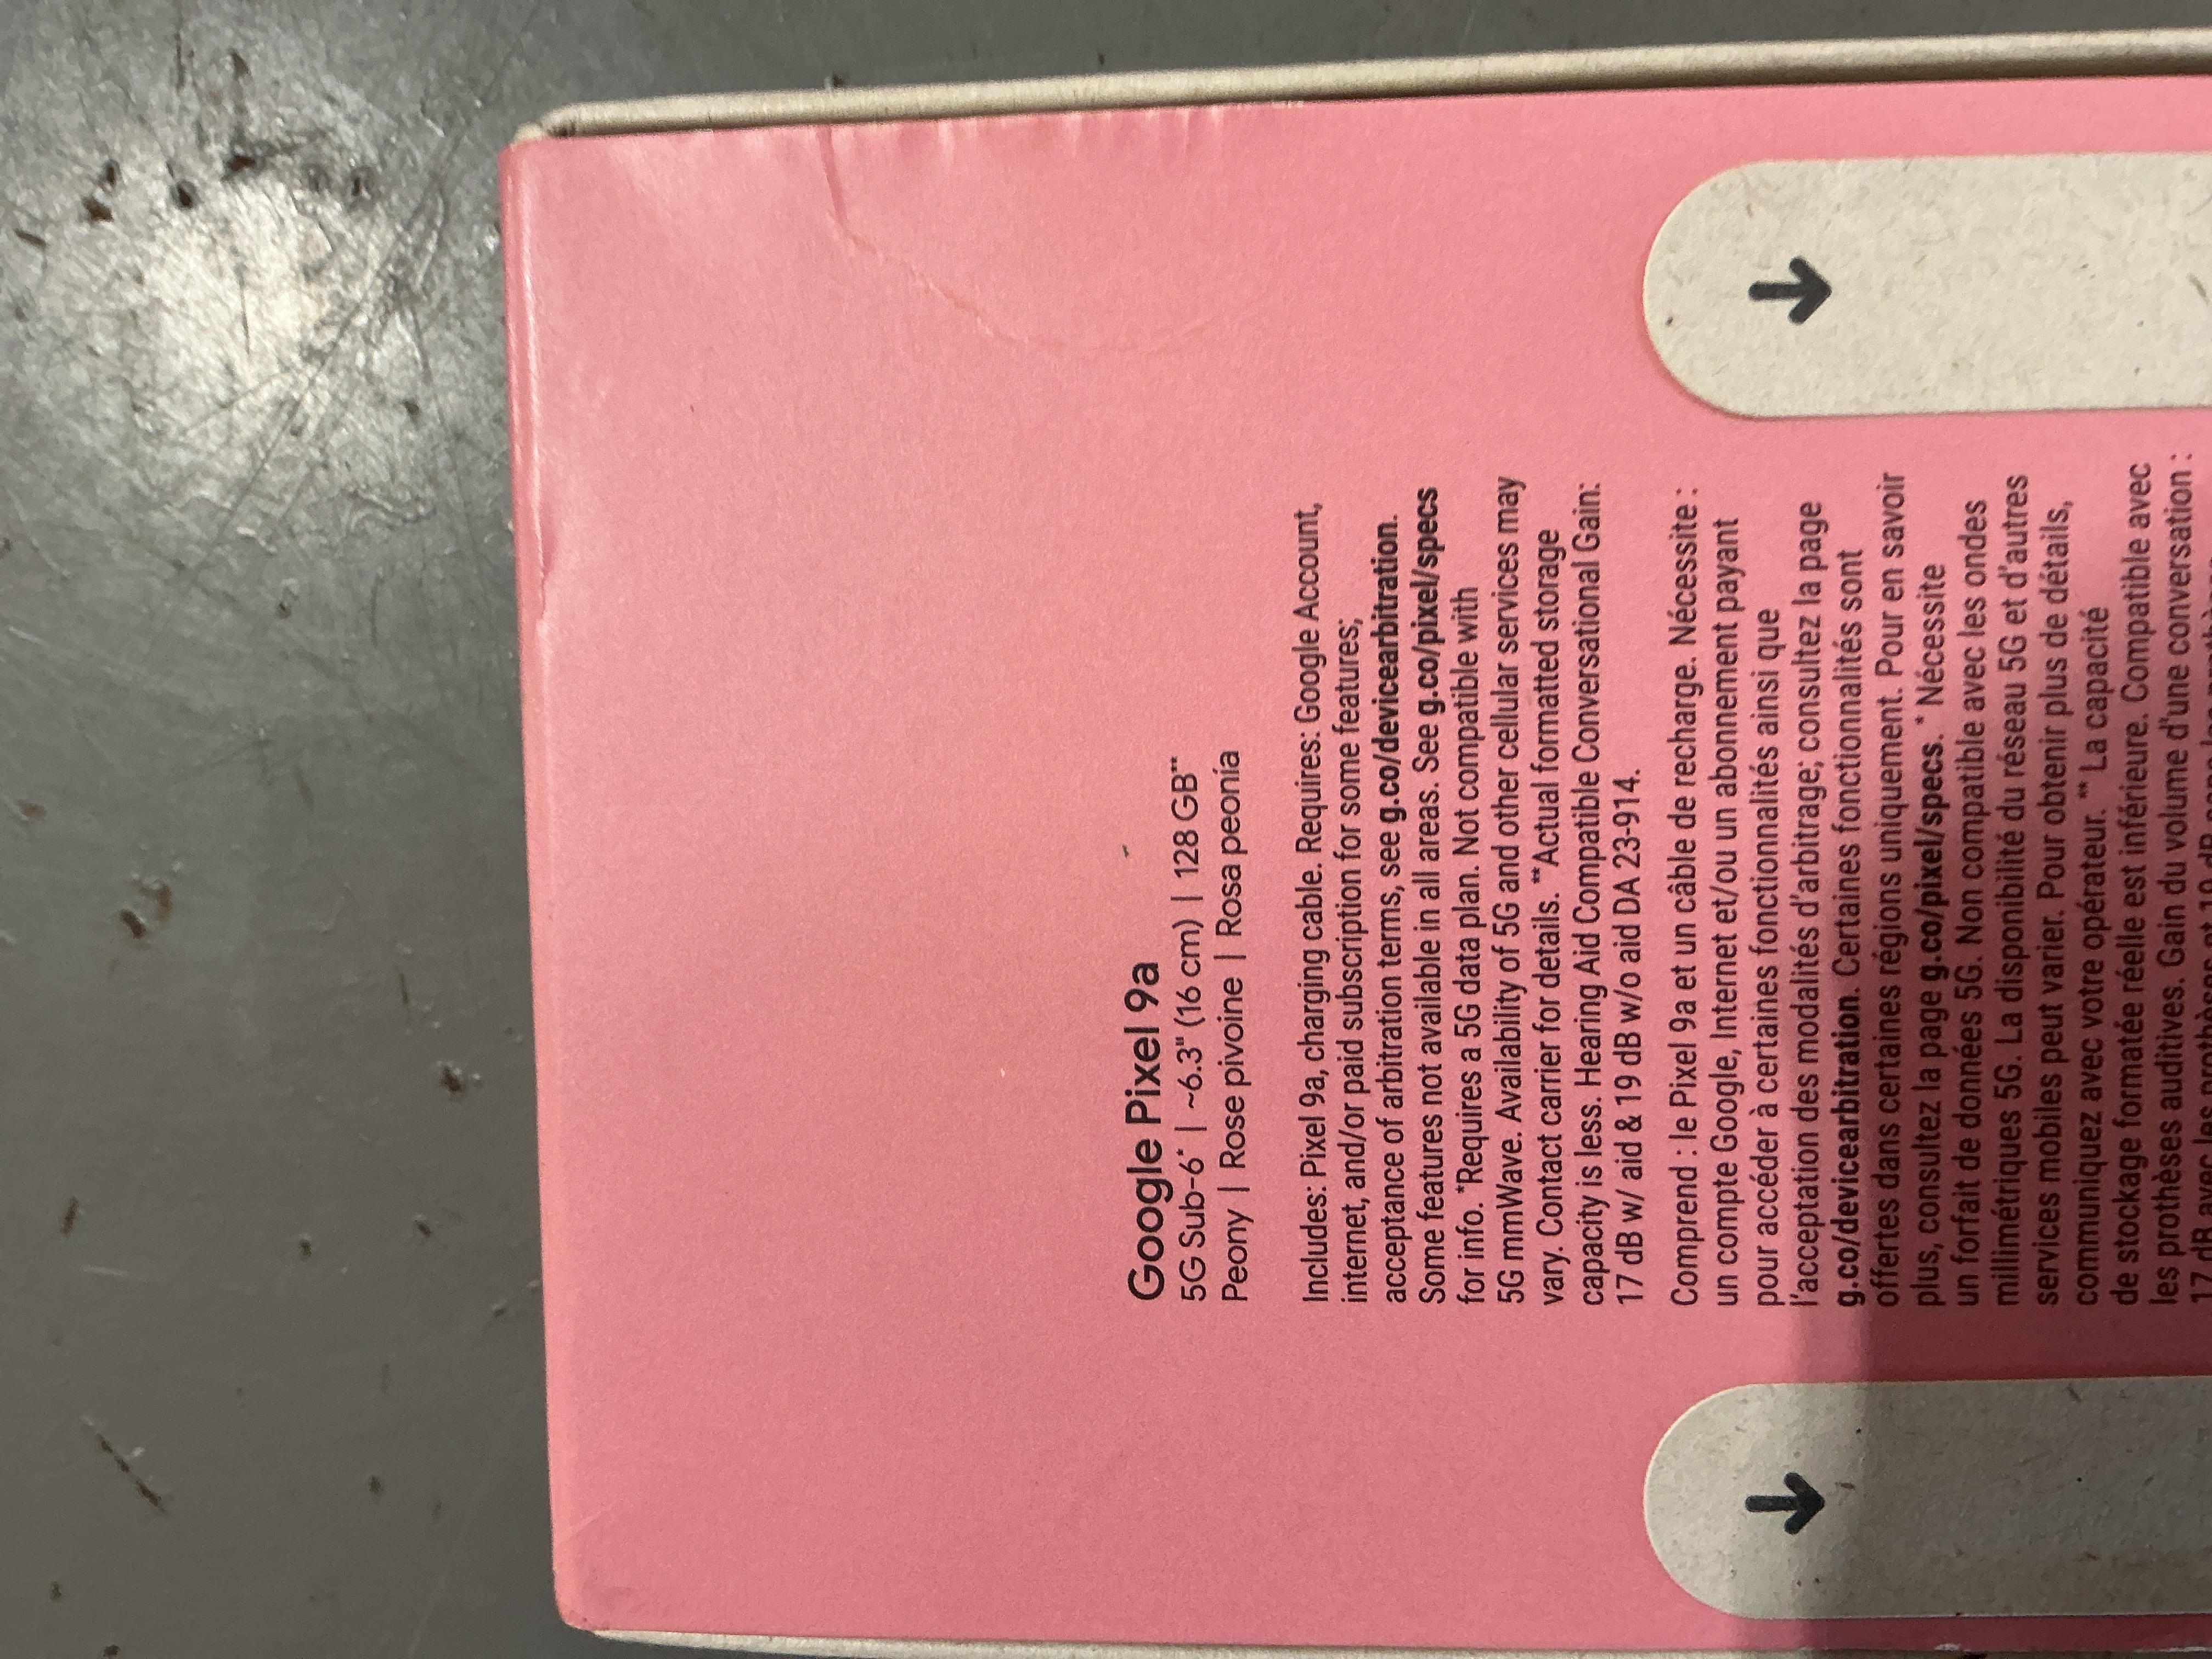 Google Pixel 9a
5G Sub-6* | ~6.3" (16 cm) | 128 GB**
Peony | Rose pivoine | Rosa peonía
Includes: Pixel 9a, charging cable. Requires: Google Account,
internet, and/or paid subscription for some features;
acceptance of arbitration terms, see g.co/devicearbitration.
Some features not available in all areas. See g.co/pixel/specs
for info. *Requires a 5G data plan. Not compatible with
5G mmWave. Availability of 5G and other cellular services may
vary. Contact carrier for details. **Actual formatted storage
capacity is less. Hearing Aid Compatible Conversational Gain:
17 dB w/ aid & 19 dB w/o aid DA 23-914.
Comprend : le Pixel 9a et un câble de recharge. Nécessite :
un compte Google, Internet et/ou un abonnement payant
pour accéder à certaines fonctionnalités ainsi que
l'acceptation des modalités d'arbitrage; consultez la page
g.co/devicearbitration. Certaines fonctionnalités sont
offertes dans certaines régions uniquement. Pour en savoir
plus, consultez la page g.co/pixel/specs. * Nécessite
un forfait de données 5G. Non compatible avec les ondes
millimétriques 5G. La disponibilité du réseau 5G et d'autres
services mobiles peut varier. Pour obtenir plus de détails,
communiquez avec votre opérateur. ** La capacité
de stockage formatée réelle est inférieure. Compatible avec
les prothèses auditives. Gain du volume d'une conversation :
17 dB avec les prothèses et 19 dB